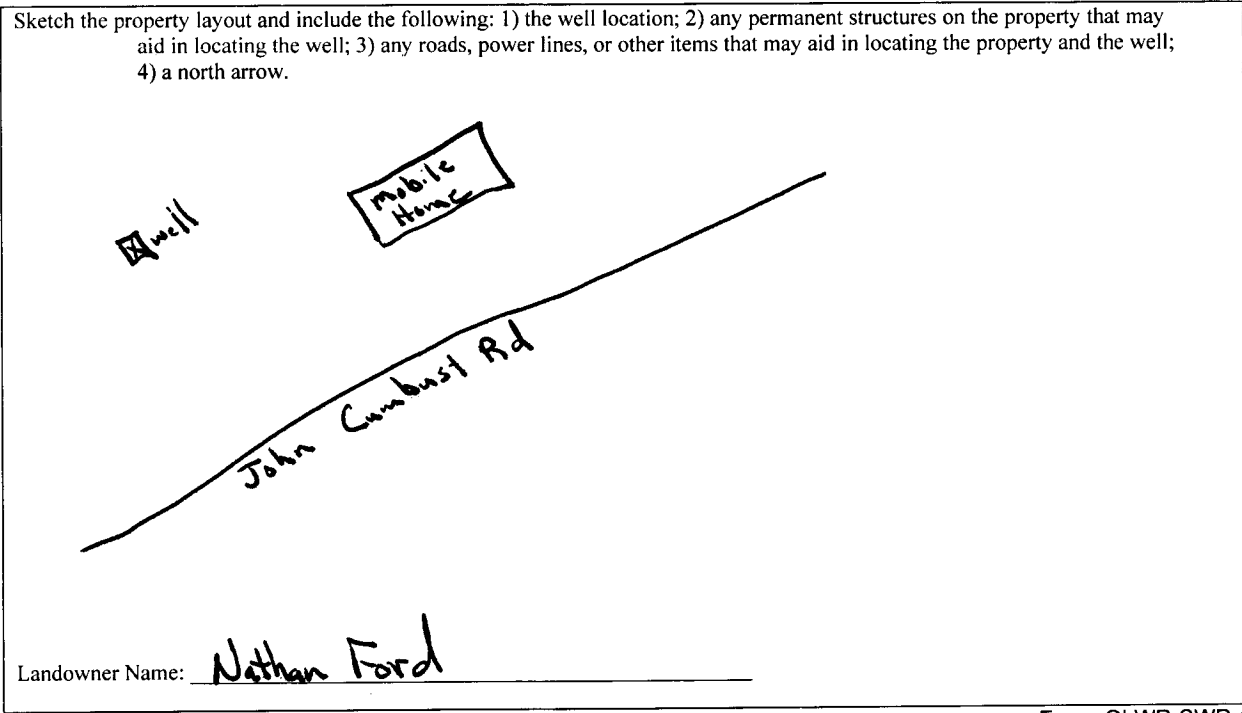 Sketch the property layout and include the following: 1) the well location; 2) any permanent structures on the property that may
aid in locating the well; 3) any roads, power lines, or other items that may aid in locating the property and the well;
4) a north arrow.
Mobile
Home
well
John Cumbust Rd
Landowner Name: Nathan Ford